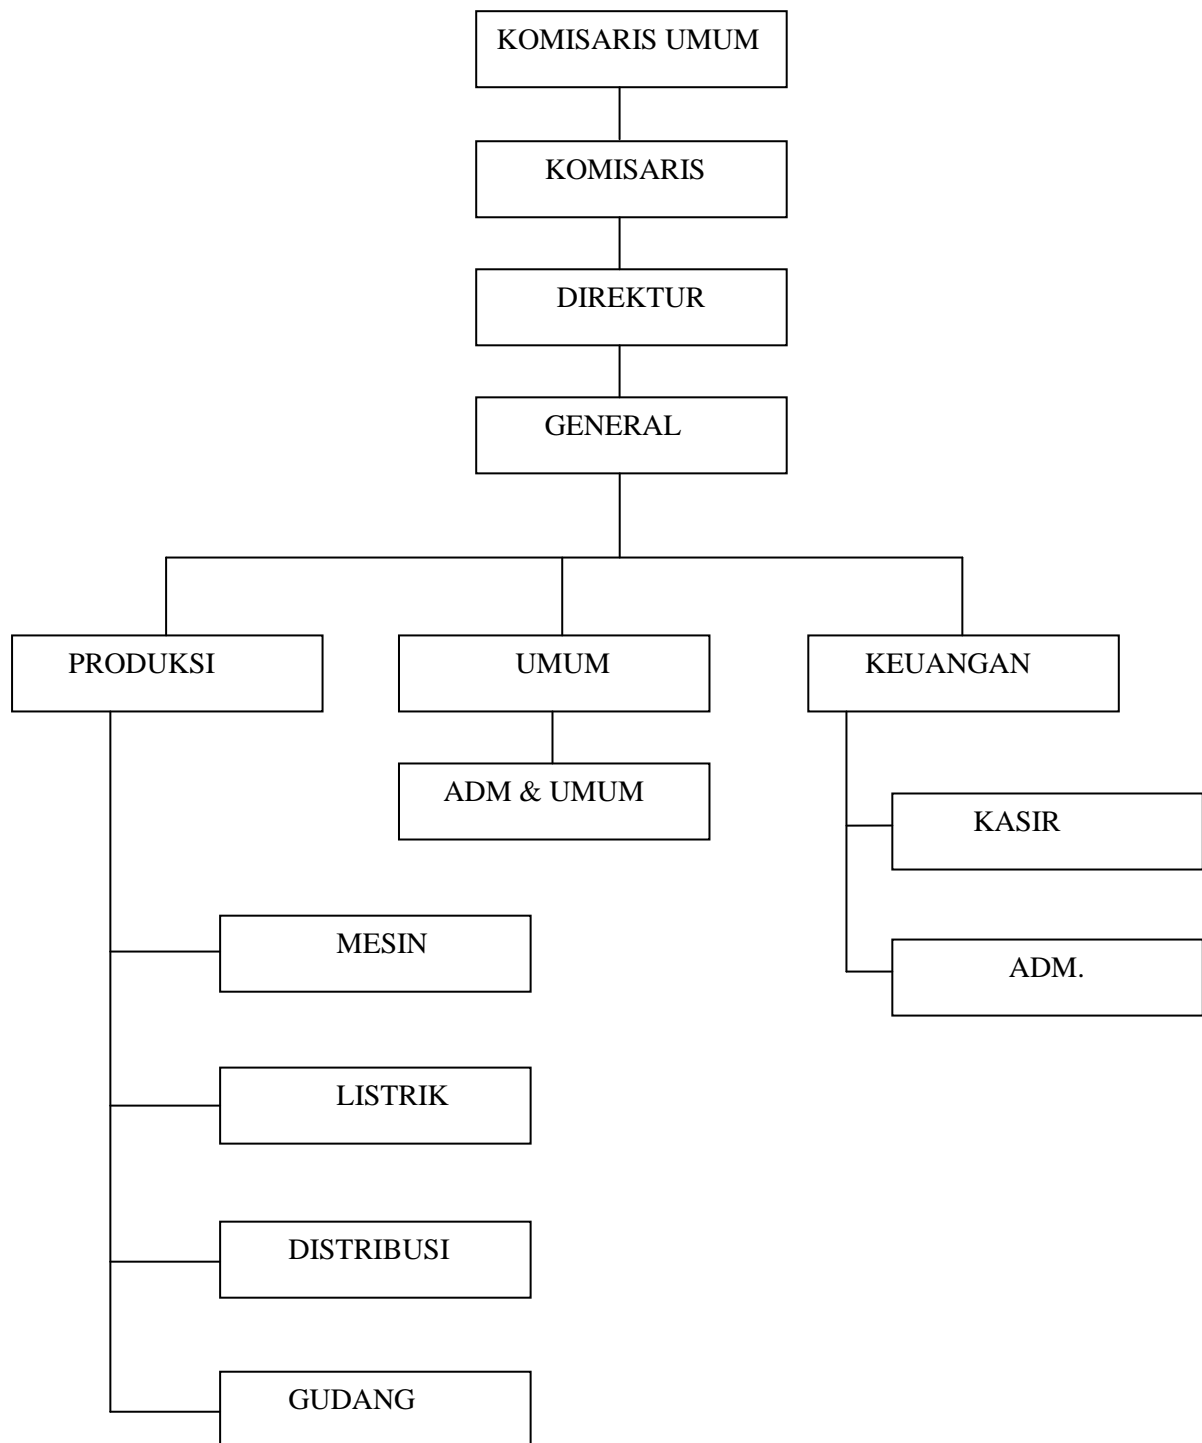 KOMISARIS UMUM
KOMISARIS
DIREKTUR
GENERAL
PRODUKSI
UMUM
KEUANGAN
ADM & UMUM
KASIR
MESIN
ADM.
LISTRIK
DISTRIBUSI
GUDANG